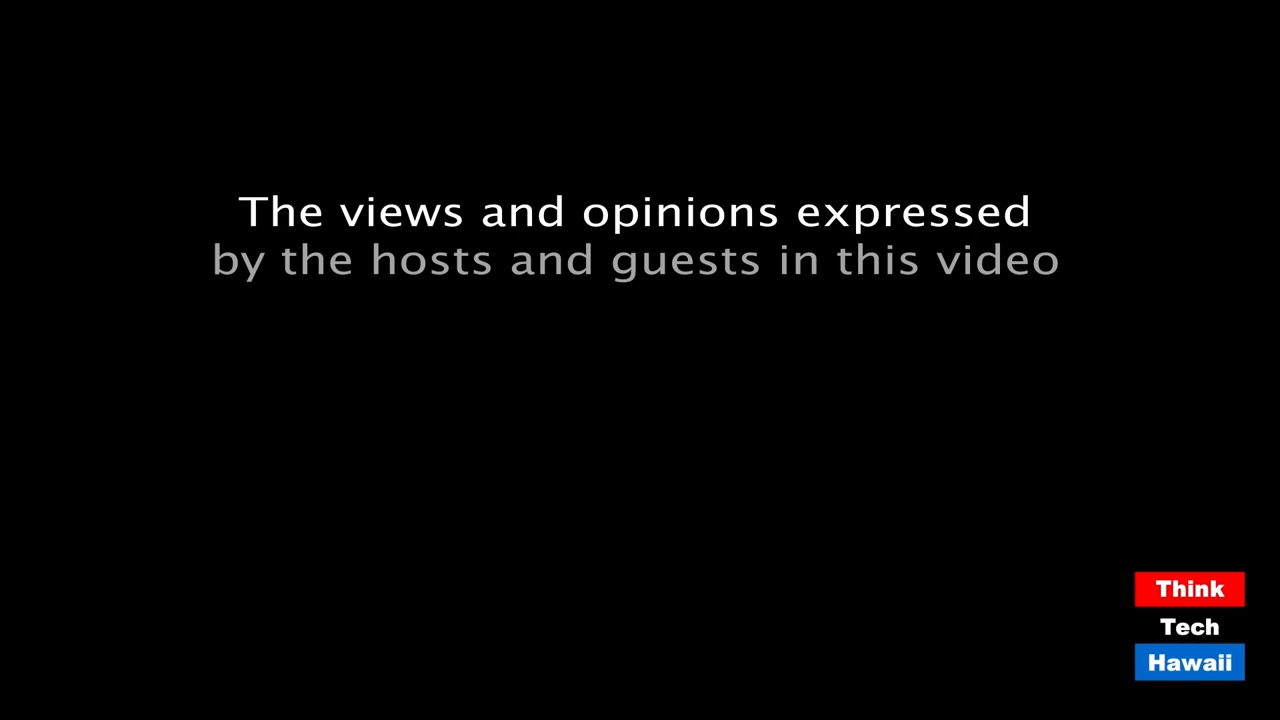 The views and opinions expressed
by the hosts and guests in this video
Think
Tech
Hawaii